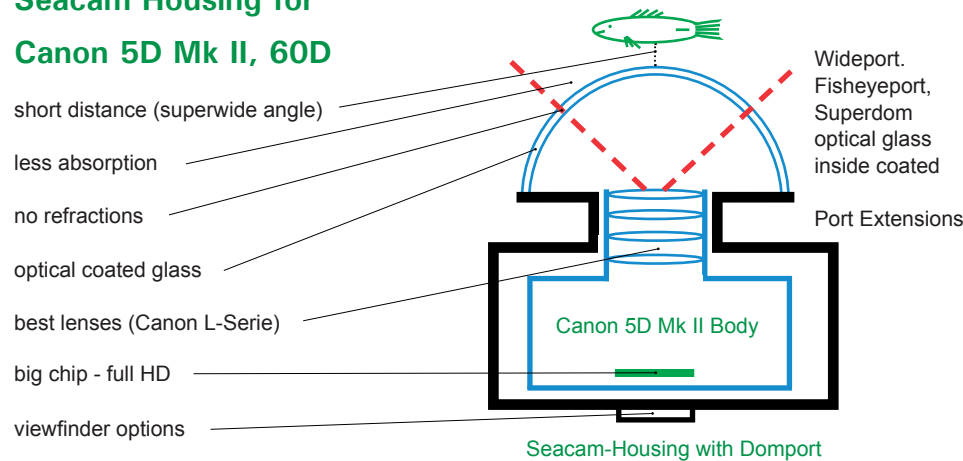 Seacam Housing for
Canon 5D Mk II, 60D
short distance (superwide angle)
less absorption
no refractions
optical coated glass
best lenses (Canon L-Serie)
big chip - full HD
viewfinder options
Wideport.
Fisheyeport,
Superdom
optical glass
inside coated
Port Extensions
Canon 5D Mk II Body
Seacam-Housing with Domport